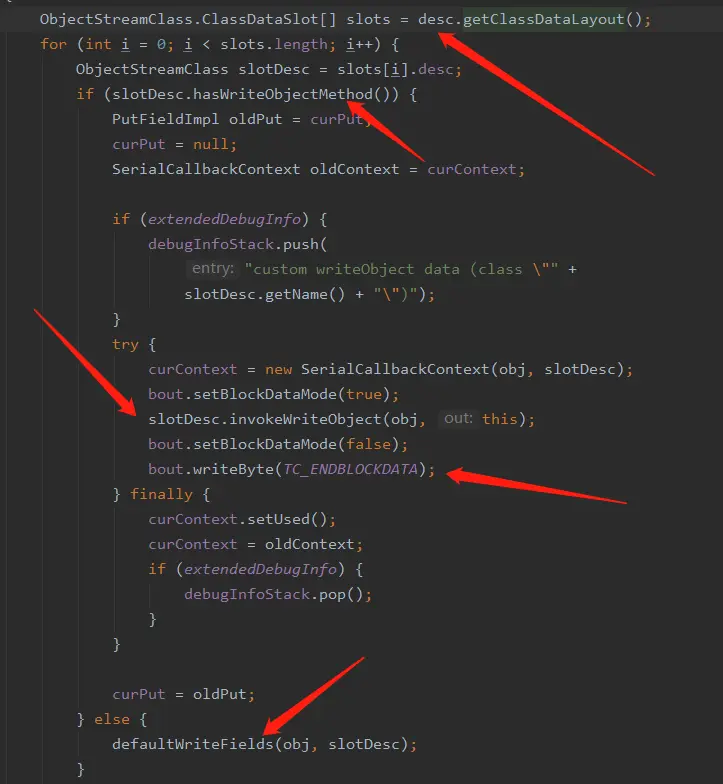 ObjectStreamClass.ClassDataSlot[] slots = desc.getClassDataLayout();
for (int i = 0; i < slots.length; i++) {
ObjectStreamClass slotDesc = slots[i].desc;
if (slotDesc.hasWriteObjectMethod()) {
PutFieldImpl oldPut = curPut;
curPut = null;
SerialCallbackContext oldContext = curContext;
if (extendedDebugInfo) {
debugInfoStack.push(
entry: "custom writeObject data (class \"" +
slotDesc.getName() + "\")");
}
try {
curContext = new SerialCallbackContext(obj, slotDesc);
bout.setBlockDataMode(true);
slotDesc.invokeWriteObject(obj, out: this);
bout.setBlockDataMode(false);
bout.writeByte(TC_ENDBLOCKDATA);
} finally {
curContext.setUsed();
curContext = oldContext;
if (extendedDebugInfo) {
debugInfoStack.pop();
}
}
curPut = oldPut;
} else {
defaultWriteFields(obj, slotDesc);
}